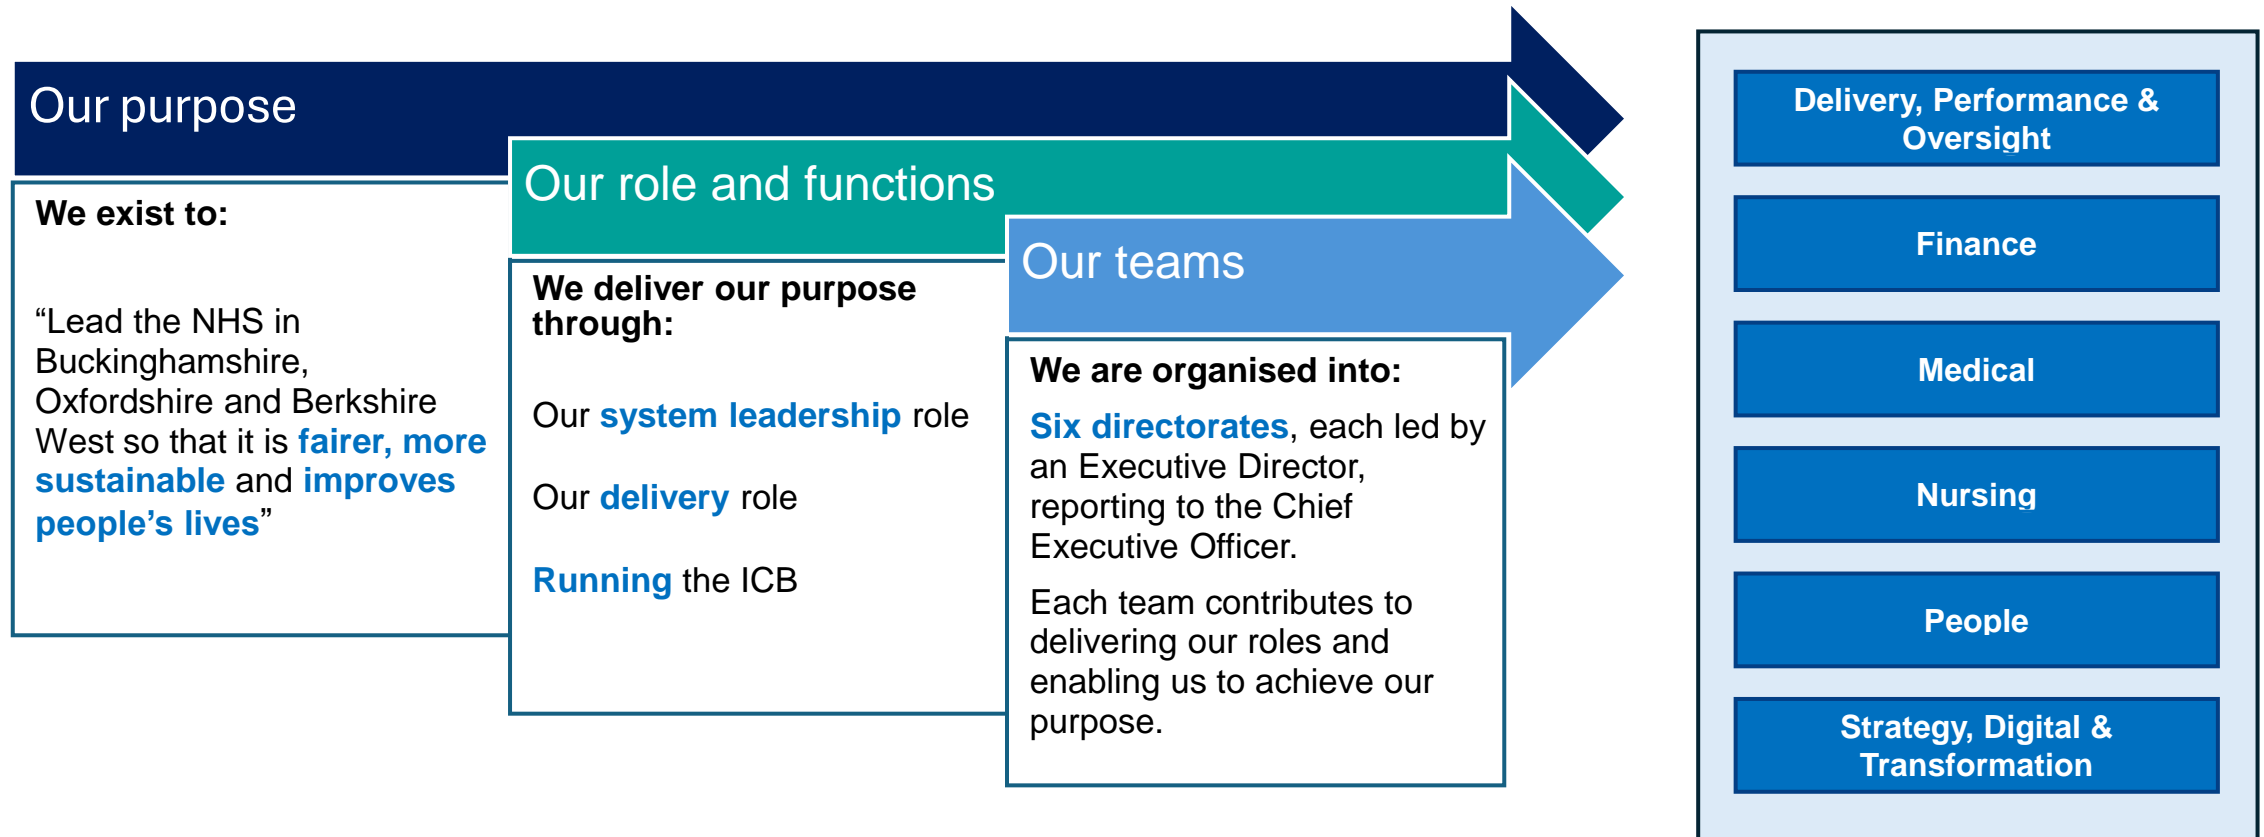 Our purpose
We exist to:
“Lead the NHS in
Buckinghamshire,
Oxfordshire and Berkshire
West so that it is fairer, more
sustainable and improves
people’s lives”
Our role and functions
We deliver our purpose
through:
Our system leadership role
Our delivery role
Running the ICB
Our teams
We are organised into:
Six directorates, each led by
an Executive Director,
reporting to the Chief
Executive Officer.
Each team contributes to
delivering our roles and
enabling us to achieve our
purpose.
Delivery, Performance &
Oversight
Finance
Medical
Nursing
People
Strategy, Digital &
Transformation